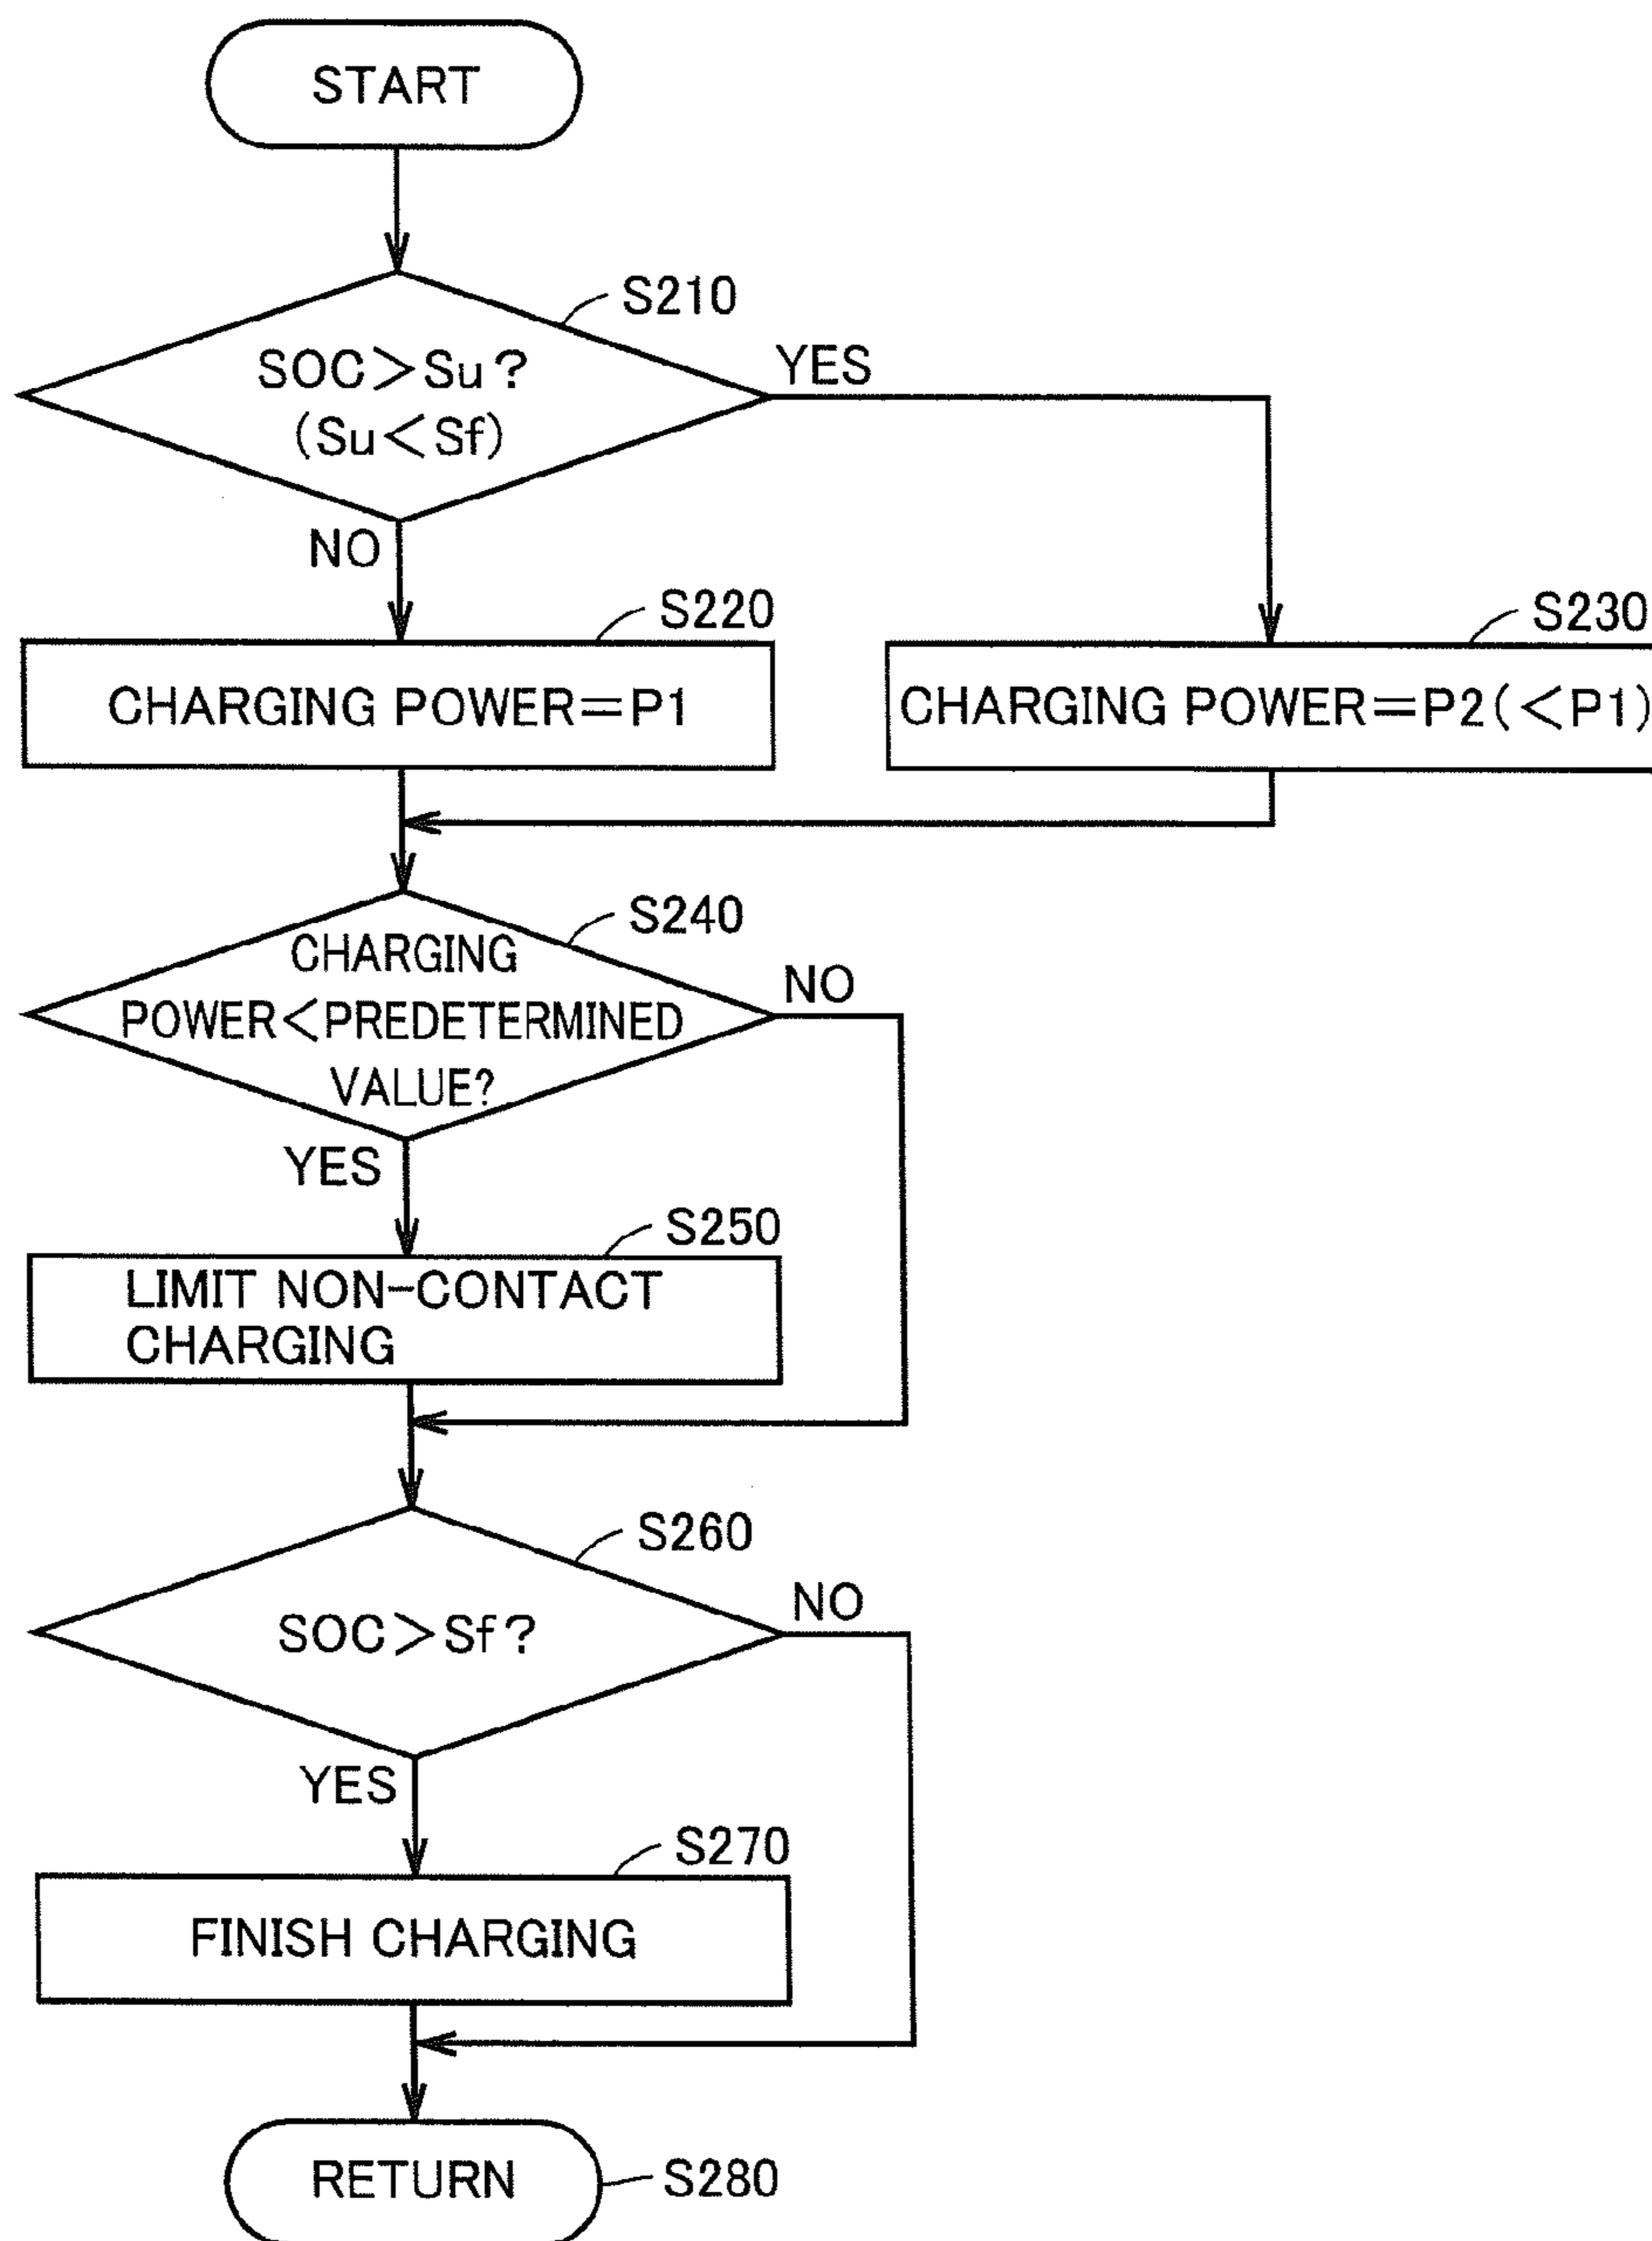 START
S210
SOC>Su?
(Su<Sf)
YES
NO
S220
S230
CHARGING POWER=P1
CHARGING POWER=P2(<P1)
S240
CHARGING
POWER<PREDETERMINED
VALUE?
NO
YES
S250
LIMIT NON-CONTACT
CHARGING
S260
SOC>Sf?
NO
YES
S270
FINISH CHARGING
RETURN
S280